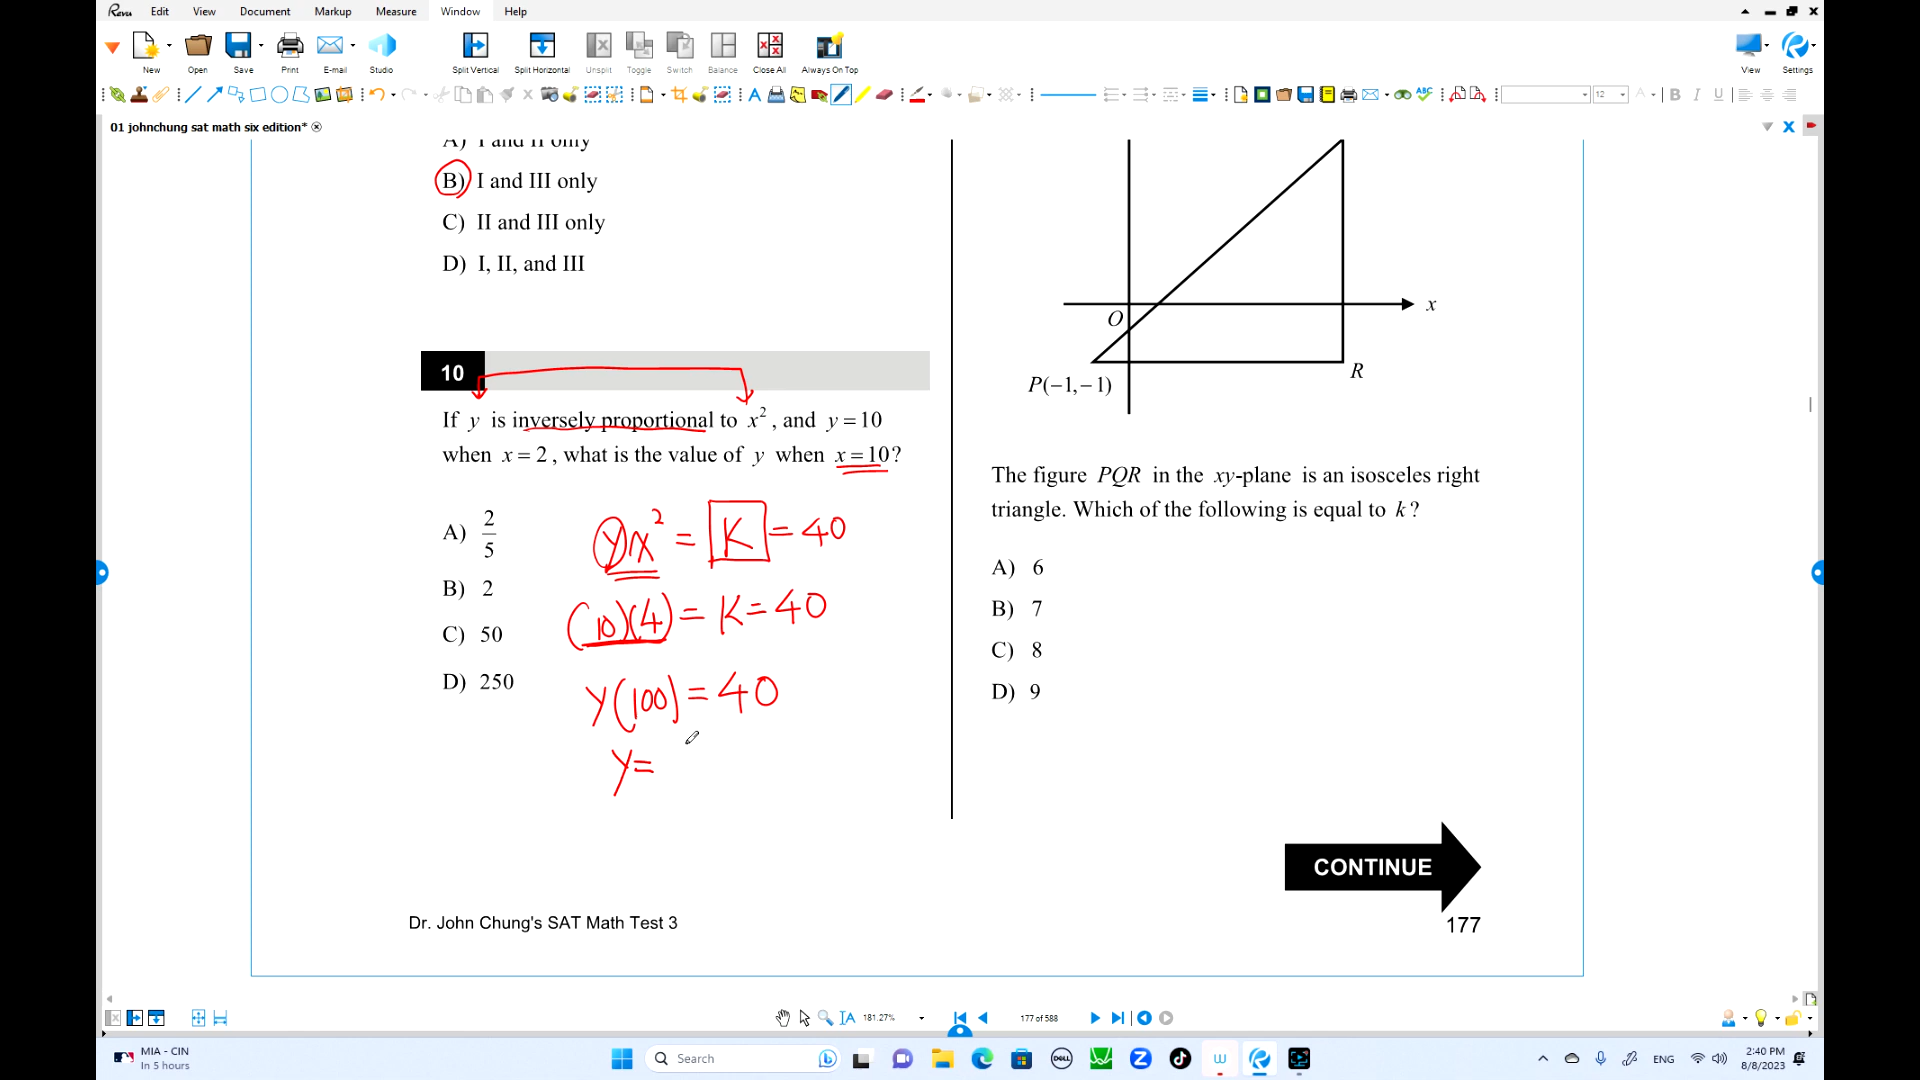 Revu Edit View Document Markup Measure Window Help
New Open Save Print E-mail Studio Split Vertical Split Horizontal Unsplit Toggle Switch Balance Close All Always On Top View Settings
12
01 johnchung sat math six edition*
A) I and II only
B) I and III only
C) II and III only
D) I, II, and III
10
If y is inversely proportional to x², and y = 10
when x = 2, what is the value of y when x = 10?
A) 2/5
B) 2
C) 50
D) 250
yx² = K = 40
(10)(4) = K = 40
y(100) = 40
y =
O
x
P(−1,−1)
R
The figure PQR in the xy-plane is an isosceles right
triangle. Which of the following is equal to k?
A) 6
B) 7
C) 8
D) 9
CONTINUE
Dr. John Chung's SAT Math Test 3
177
181.27%
177 of 588
MIA - CIN
In 5 hours
Search
DELL
ENG
2:40 PM
8/8/2023